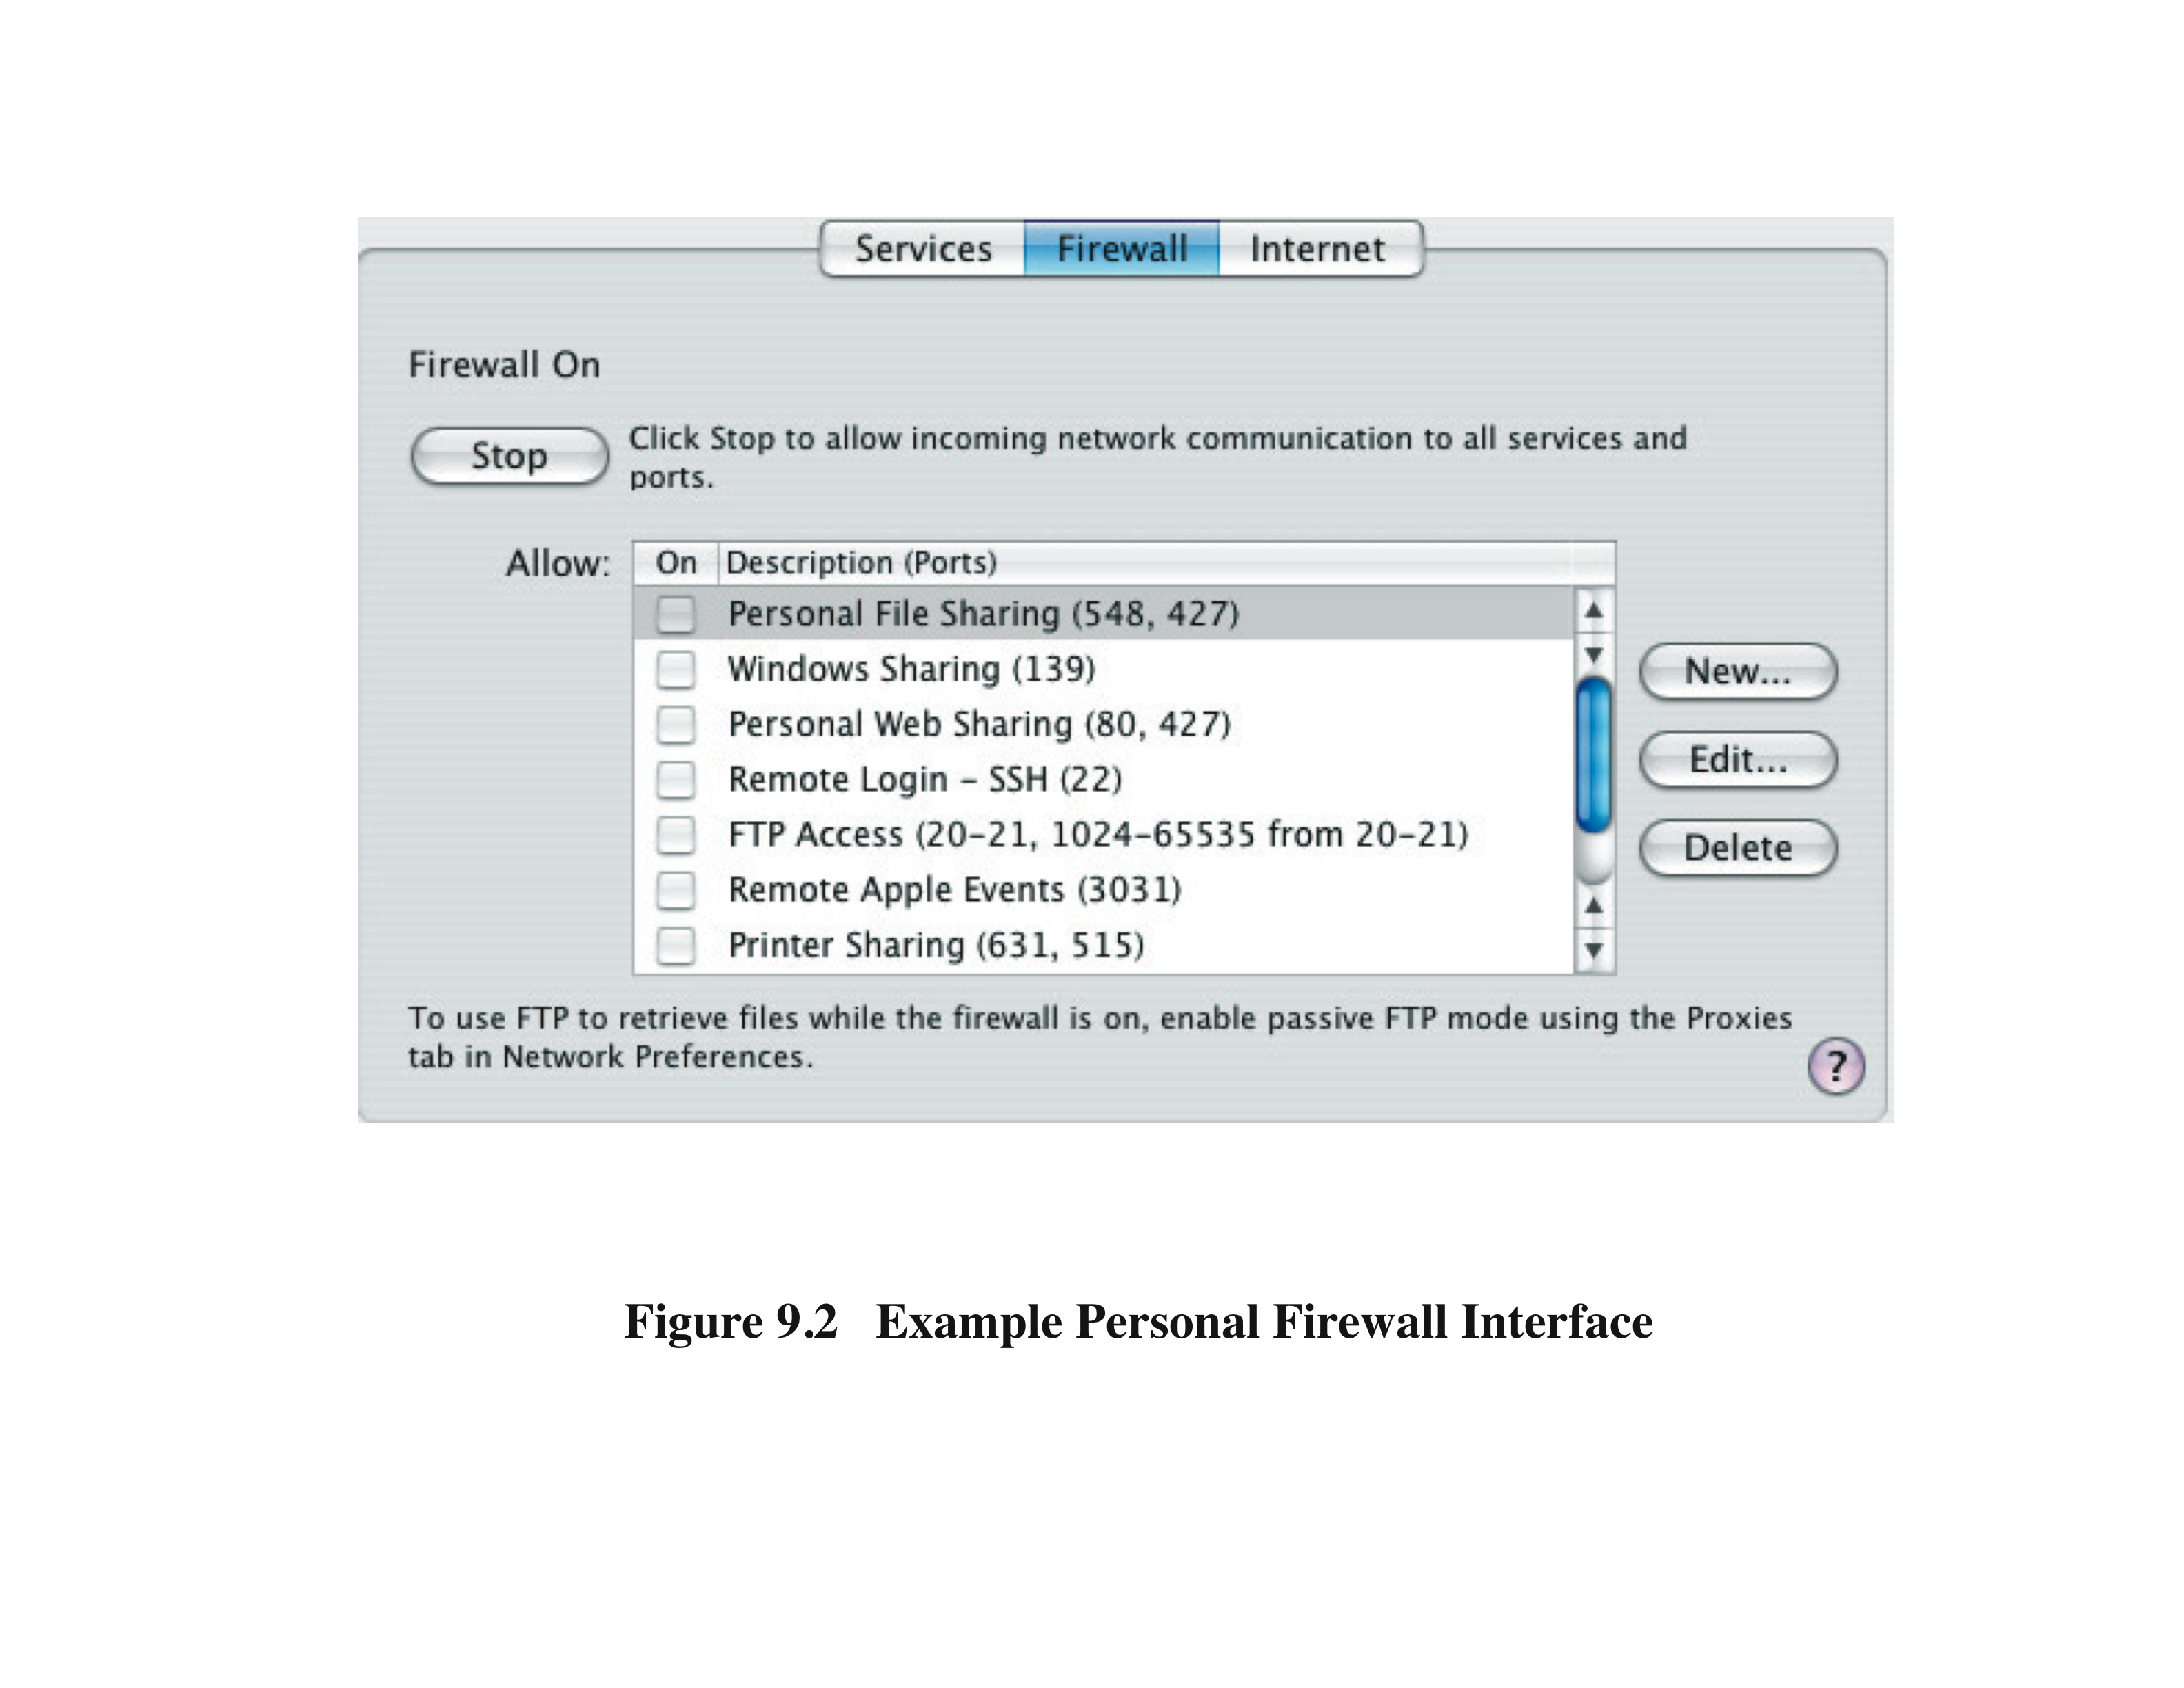 Services Firewall Internet
Firewall On
Stop
Click Stop to allow incoming network communication to all services and
ports.
Allow:
On Description (Ports)
Personal File Sharing (548, 427)
Windows Sharing (139)
Personal Web Sharing (80, 427)
Remote Login – SSH (22)
FTP Access (20–21, 1024–65535 from 20–21)
Remote Apple Events (3031)
Printer Sharing (631, 515)
New...
Edit...
Delete
To use FTP to retrieve files while the firewall is on, enable passive FTP mode using the Proxies
tab in Network Preferences.
?
Figure 9.2 Example Personal Firewall Interface